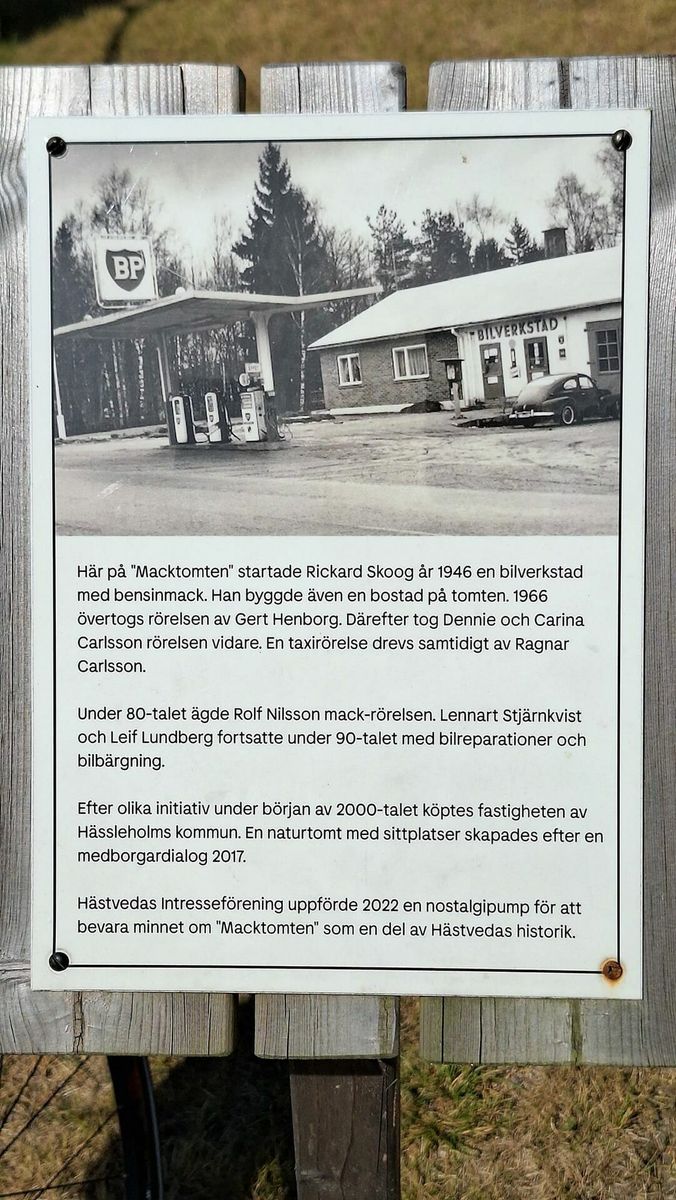 BP
BILVERKSTAD
Här på "Macktomten" startade Rickard Skoog år 1946 en bilverkstad
med bensinmack. Han byggde även en bostad på tomten. 1966
övertogs rörelsen av Gert Henborg. Därefter tog Dennie och Carina
Carlsson rörelsen vidare. En taxirörelse drevs samtidigt av Ragnar
Carlsson.
Under 80-talet ägde Rolf Nilsson mack-rörelsen. Lennart Stjärnkvist
och Leif Lundberg fortsatte under 90-talet med bilreparationer och
bilbärgning.
Efter olika initiativ under början av 2000-talet köptes fastigheten av
Hässleholms kommun. En naturtomt med sittplatser skapades efter en
medborgardialog 2017.
Hästvedas Intresseförening uppförde 2022 en nostalgipump för att
bevara minnet om "Macktomten" som en del av Hästvedas historik.